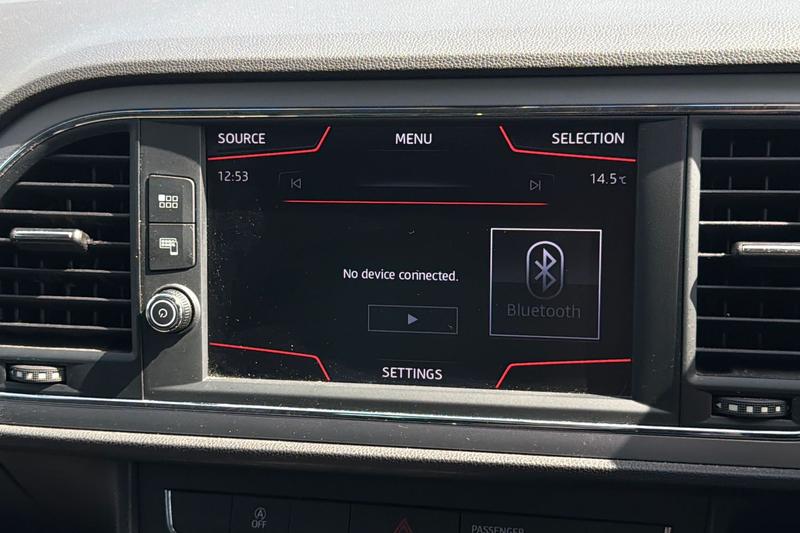 SOURCE MENU SELECTION
12:53 14.5°C
No device connected.
Bluetooth
SETTINGS
A
OFF
PASSENGER